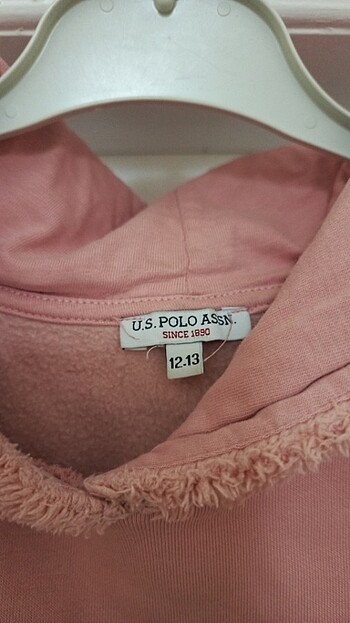 U.S. POLO ASSN.
SINCE 1890
12.13